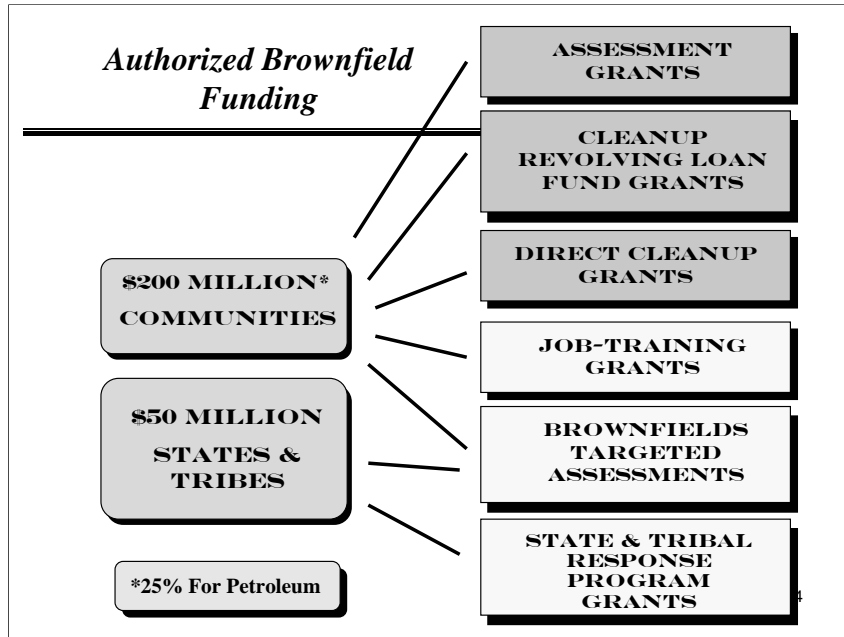 Authorized Brownfield
Funding
ASSESSMENT
GRANTS
CLEANUP
REVOLVING LOAN
FUND GRANTS
DIRECT CLEANUP
GRANTS
$200 MILLION*
COMMUNITIES
JOB-TRAINING
GRANTS
$50 MILLION
STATES &
TRIBES
BROWNFIELDS
TARGETED
ASSESSMENTS
STATE & TRIBAL
RESPONSE
PROGRAM
GRANTS
*25% For Petroleum
4